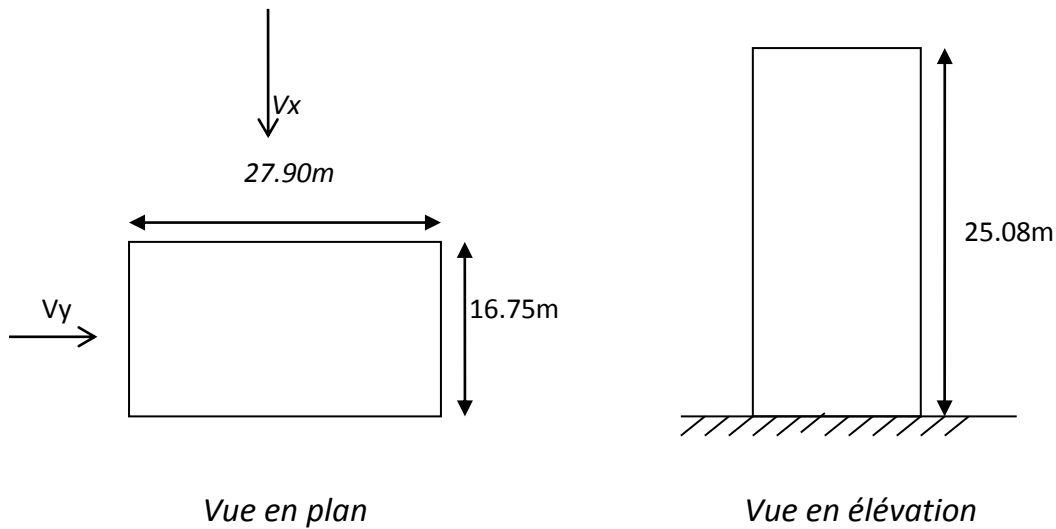 Vx
27.90m
Vy
16.75m
25.08m
Vue en plan
Vue en élévation